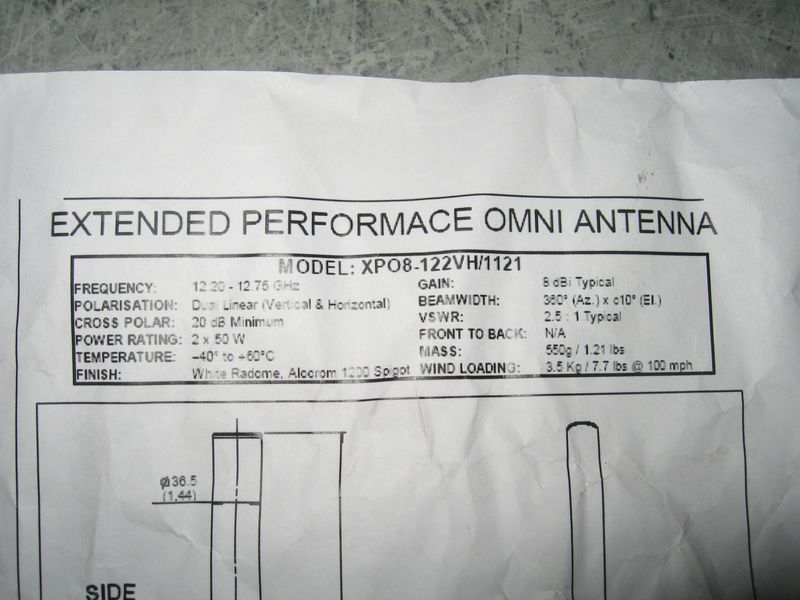 EXTENDED PERFORMACE OMNI ANTENNA
MODEL: XPO8-122VH/1121
FREQUENCY: 12.20 - 12.75 GHz
POLARISATION: Dual Linear (Vertical & Horizontal)
CROSS POLAR: 20 dB Minimum
POWER RATING: 2 x 50 W
TEMPERATURE: -40° to +60°C
FINISH: White Radome, Alocrom 1200 Spigot
GAIN: 8 dBi Typical
BEAMWIDTH: 360° (Az.) x c10° (El.)
VSWR: 2.5 : 1 Typical
FRONT TO BACK: N/A
MASS: 550g / 1.21 lbs
WIND LOADING: 3.5 Kg / 7.7 lbs @ 100 mph
ø36.5
(1.44)
SIDE